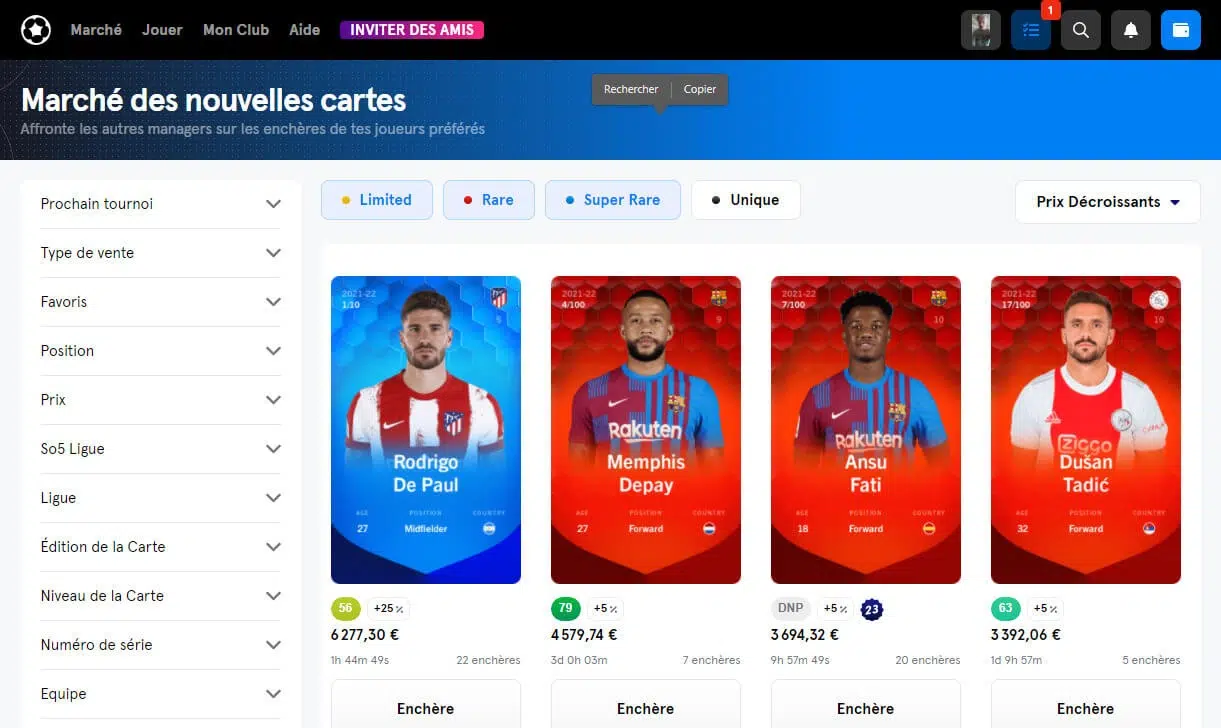 Marché Jouer Mon Club Aide INVITER DES AMIS 1
Marché des nouvelles cartes
Affronte les autres managers sur les enchères de tes joueurs préférés
Rechercher Copier
Prochain tournoi
Type de vente
Favoris
Position
Prix
So5 Ligue
Ligue
Édition de la Carte
Niveau de la Carte
Numéro de série
Equipe
Limited Rare Super Rare Unique
Prix Décroissants
2021-22
1/10
5
Rodrigo
De Paul
AGE POSITION COUNTRY
27 Midfielder
56 +25 %
6 277,30 €
1h 44m 49s 22 enchères
Enchère
2021-22
4/100
9
Rakuten
Memphis
Depay
AGE POSITION COUNTRY
27 Forward
79 +5 %
4 579,74 €
3d 0h 03m 7 enchères
Enchère
2021-22
7/100
10
Rakuten
Ansu
Fati
AGE POSITION COUNTRY
18 Forward
DNP +5 % 23
3 694,32 €
9h 57m 49s 20 enchères
Enchère
2021-22
17/100
10
Ziggo
Dušan
Tadić
AGE POSITION COUNTRY
32 Forward
63 +5 %
3 392,06 €
1d 9h 57m 5 enchères
Enchère